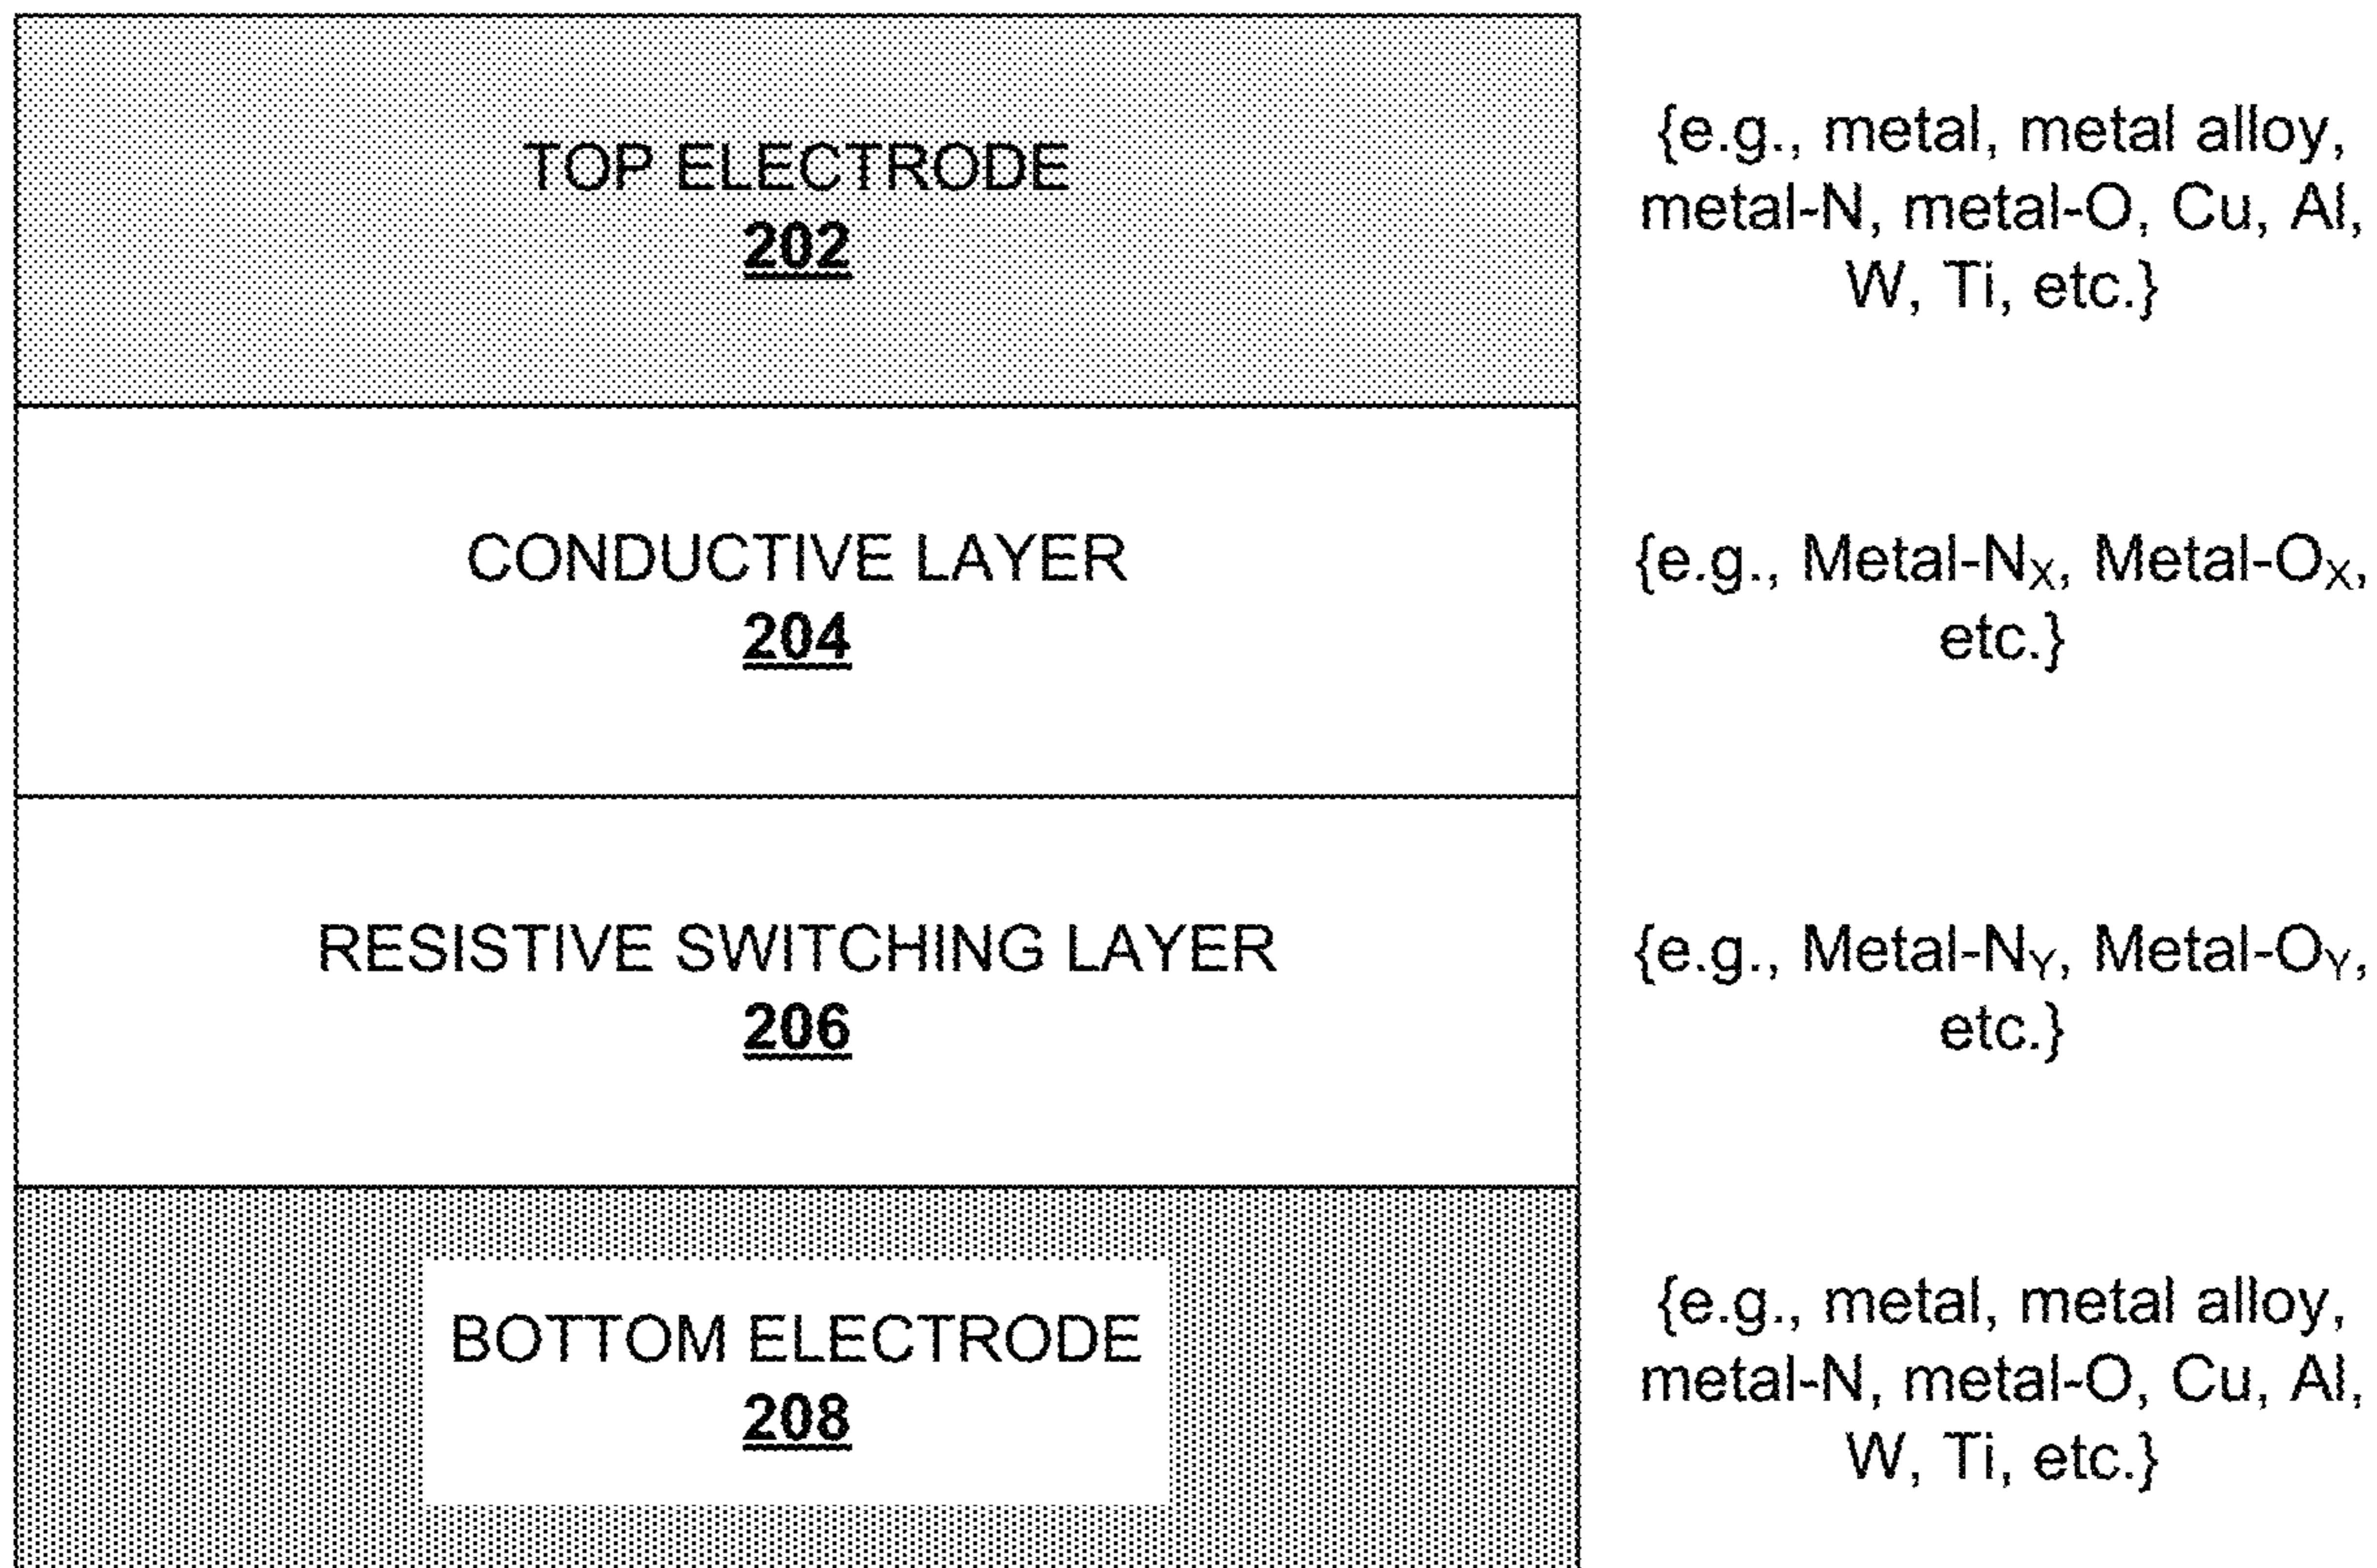 TOP ELECTRODE
202
{e.g., metal, metal alloy,
metal-N, metal-O, Cu, Al,
W, Ti, etc.}
CONDUCTIVE LAYER
204
{e.g., Metal-Nₓ, Metal-Oₓ,
etc.}
RESISTIVE SWITCHING LAYER
206
{e.g., Metal-N_Y, Metal-O_Y,
etc.}
BOTTOM ELECTRODE
208
{e.g., metal, metal alloy,
metal-N, metal-O, Cu, Al,
W, Ti, etc.}